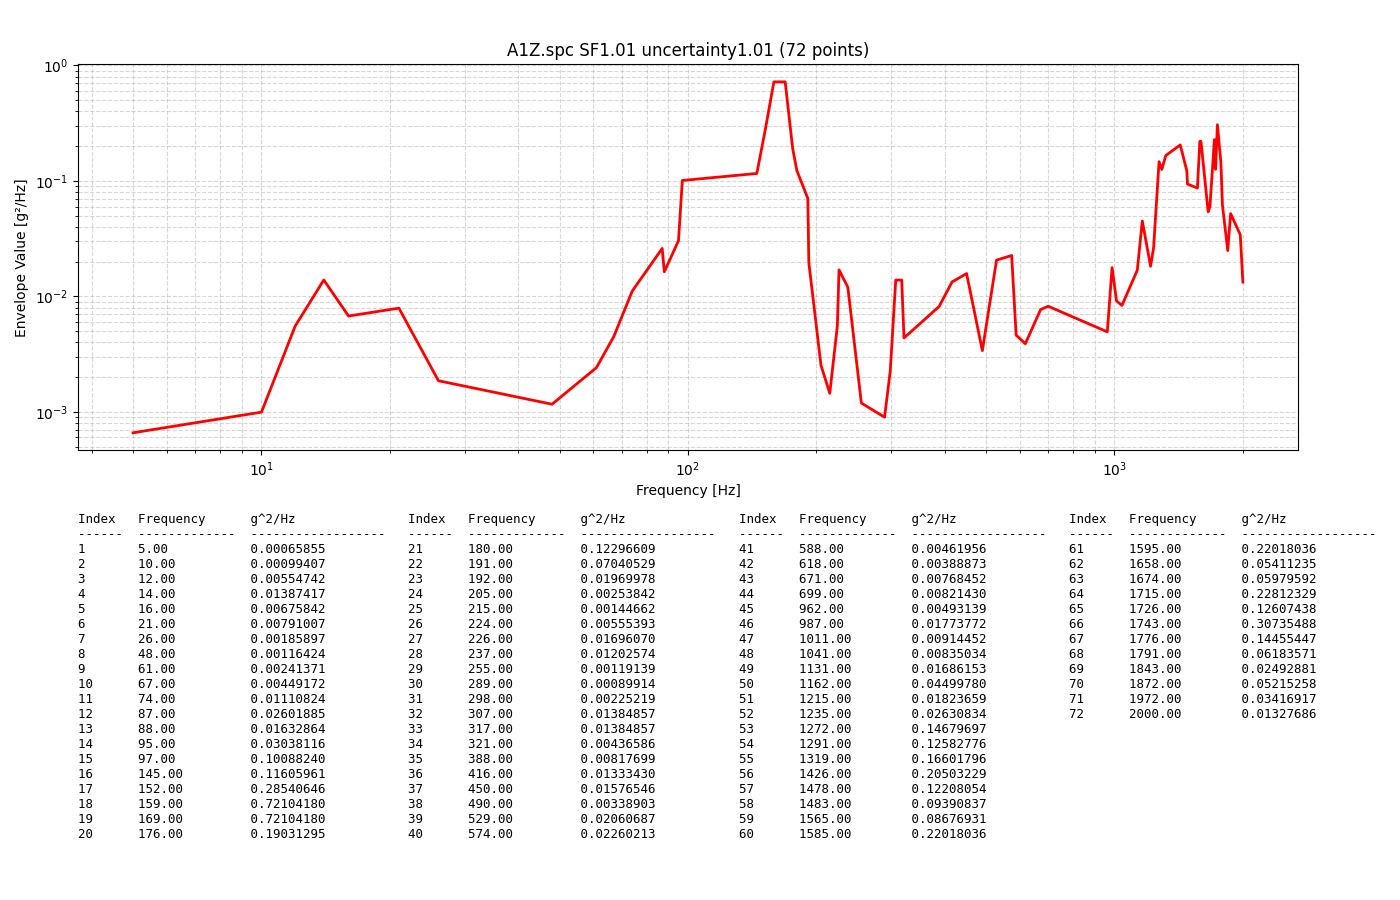 A1Z.spc SF1.01 uncertainty1.01 (72 points)
10⁰
10⁻¹
10⁻²
10⁻³
Envelope Value [g²/Hz]
10¹ 10² 10³
Frequency [Hz]
Index Frequency g^2/Hz Index Frequency g^2/Hz Index Frequency g^2/Hz Index Frequency g^2/Hz
------ ------------- ------------------ ------ ------------- ------------------ ------ ------------- ------------------ ------ ------------- ------------------
1 5.00 0.00065855 21 180.00 0.12296609 41 588.00 0.00461956 61 1595.00 0.22018036
2 10.00 0.00099407 22 191.00 0.07040529 42 618.00 0.00388873 62 1658.00 0.05411235
3 12.00 0.00554742 23 192.00 0.01969978 43 671.00 0.00768452 63 1674.00 0.05979592
4 14.00 0.01387417 24 205.00 0.00253842 44 699.00 0.00821430 64 1715.00 0.22812329
5 16.00 0.00675842 25 215.00 0.00144662 45 962.00 0.00493139 65 1726.00 0.12607438
6 21.00 0.00791007 26 224.00 0.00555393 46 987.00 0.01773772 66 1743.00 0.30735488
7 26.00 0.00185897 27 226.00 0.01696070 47 1011.00 0.00914452 67 1776.00 0.14455447
8 48.00 0.00116424 28 237.00 0.01202574 48 1041.00 0.00835034 68 1791.00 0.06183571
9 61.00 0.00241371 29 255.00 0.00119139 49 1131.00 0.01686153 69 1843.00 0.02492881
10 67.00 0.00449172 30 289.00 0.00089914 50 1162.00 0.04499780 70 1872.00 0.05215258
11 74.00 0.01110824 31 298.00 0.00225219 51 1215.00 0.01823659 71 1972.00 0.03416917
12 87.00 0.02601885 32 307.00 0.01384857 52 1235.00 0.02630834 72 2000.00 0.01327686
13 88.00 0.01632864 33 317.00 0.01384857 53 1272.00 0.14679697
14 95.00 0.03038116 34 321.00 0.00436586 54 1291.00 0.12582776
15 97.00 0.10088240 35 388.00 0.00817699 55 1319.00 0.16601796
16 145.00 0.11605961 36 416.00 0.01333430 56 1426.00 0.20503229
17 152.00 0.28540646 37 450.00 0.01576546 57 1478.00 0.12208054
18 159.00 0.72104180 38 490.00 0.00338903 58 1483.00 0.09390837
19 169.00 0.72104180 39 529.00 0.02060687 59 1565.00 0.08676931
20 176.00 0.19031295 40 574.00 0.02260213 60 1585.00 0.22018036